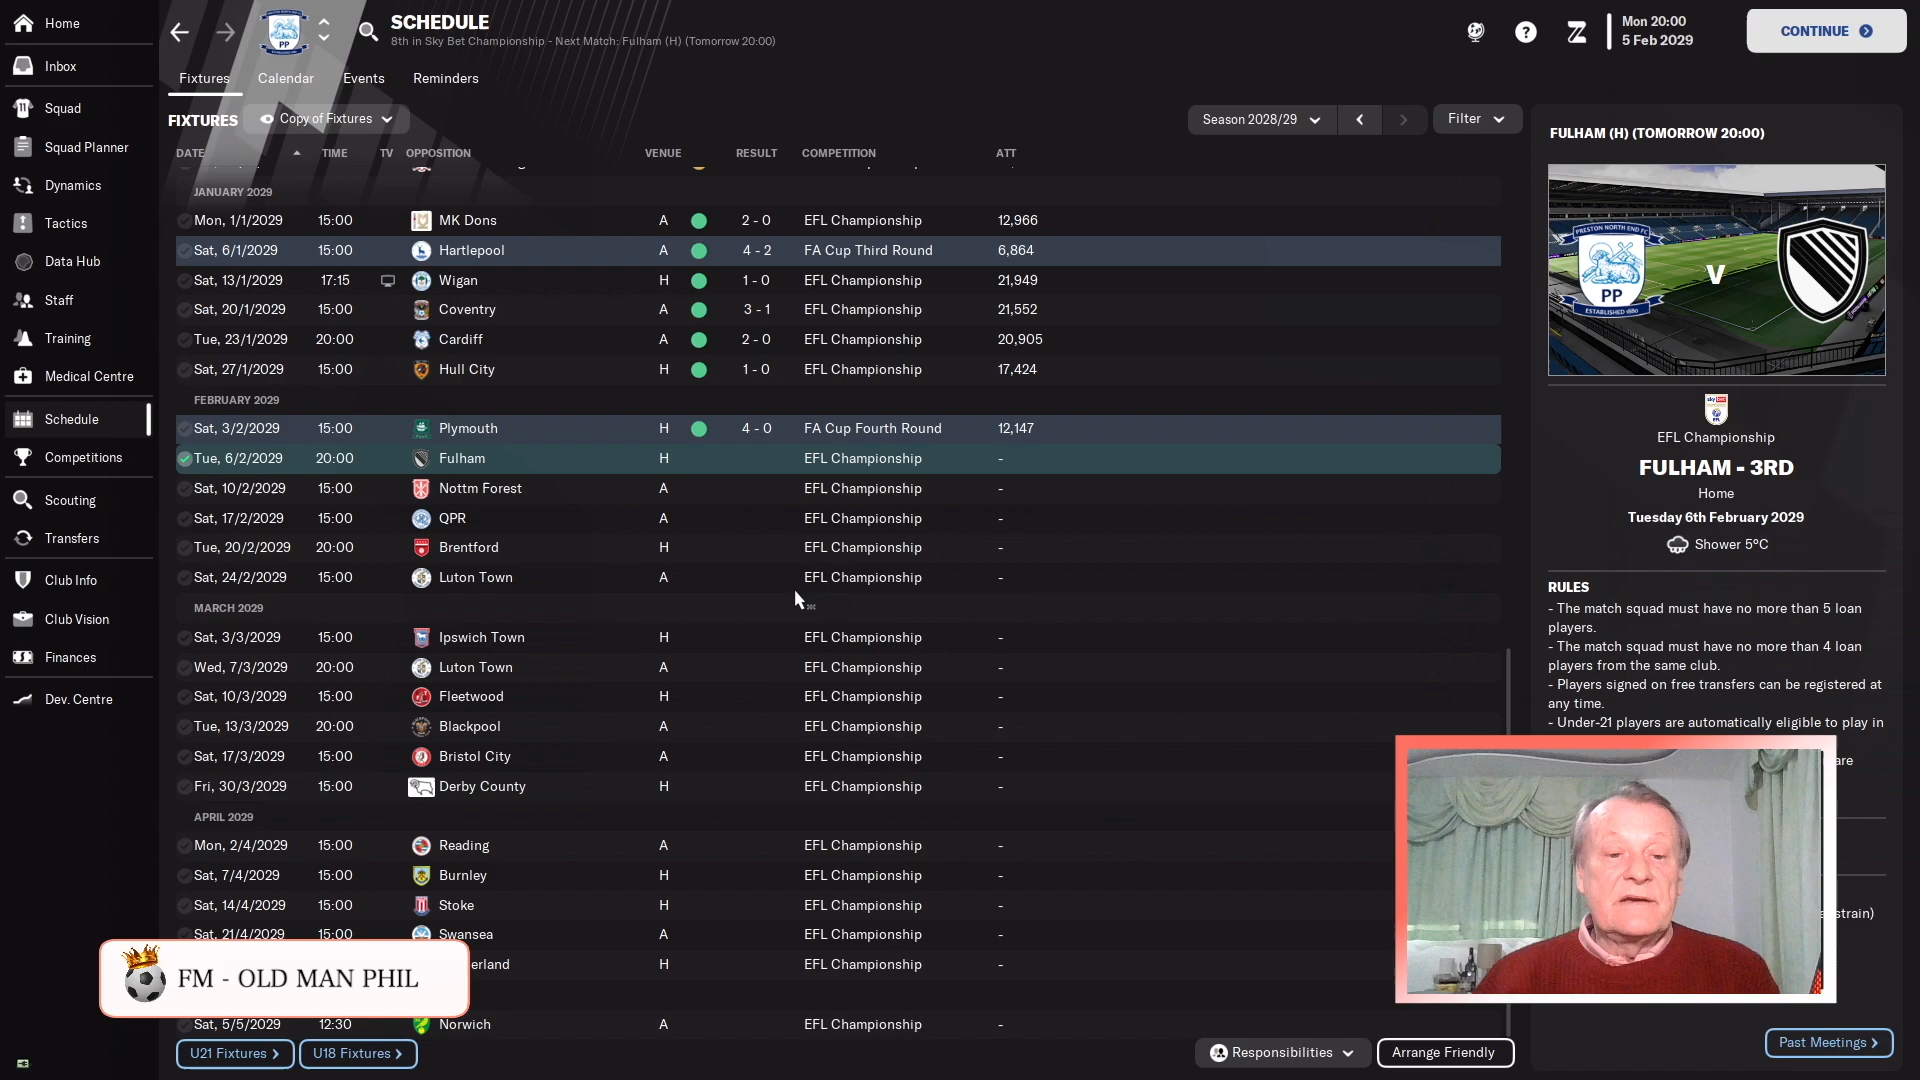 Home
SCHEDULE
8th in Sky Bet Championship - Next Match: Fulham (H) (Tomorrow 20:00)
Mon 20:00
5 Feb 2029
CONTINUE
Inbox
Squad
Squad Planner
Dynamics
Tactics
Data Hub
Staff
Training
Medical Centre
Schedule
Competitions
Scouting
Transfers
Club Info
Club Vision
Finances
Dev. Centre
Fixtures Calendar Events Reminders
FIXTURES Copy of Fixtures Season 2028/29 Filter
DATE TIME TV OPPOSITION VENUE RESULT COMPETITION ATT
JANUARY 2029
Mon, 1/1/2029 15:00 MK Dons A 2 - 0 EFL Championship 12,966
Sat, 6/1/2029 15:00 Hartlepool A 4 - 2 FA Cup Third Round 6,864
Sat, 13/1/2029 17:15 Wigan H 1 - 0 EFL Championship 21,949
Sat, 20/1/2029 15:00 Coventry A 3 - 1 EFL Championship 21,552
Tue, 23/1/2029 20:00 Cardiff A 2 - 0 EFL Championship 20,905
Sat, 27/1/2029 15:00 Hull City H 1 - 0 EFL Championship 17,424
FEBRUARY 2029
Sat, 3/2/2029 15:00 Plymouth H 4 - 0 FA Cup Fourth Round 12,147
Tue, 6/2/2029 20:00 Fulham H EFL Championship -
Sat, 10/2/2029 15:00 Nottm Forest A EFL Championship -
Sat, 17/2/2029 15:00 QPR A EFL Championship -
Tue, 20/2/2029 20:00 Brentford H EFL Championship -
Sat, 24/2/2029 15:00 Luton Town A EFL Championship -
MARCH 2029
Sat, 3/3/2029 15:00 Ipswich Town H EFL Championship -
Wed, 7/3/2029 20:00 Luton Town A EFL Championship -
Sat, 10/3/2029 15:00 Fleetwood H EFL Championship -
Tue, 13/3/2029 20:00 Blackpool A EFL Championship -
Sat, 17/3/2029 15:00 Bristol City A EFL Championship -
Fri, 30/3/2029 15:00 Derby County H EFL Championship -
APRIL 2029
Mon, 2/4/2029 15:00 Reading A EFL Championship -
Sat, 7/4/2029 15:00 Burnley H EFL Championship -
Sat, 14/4/2029 15:00 Stoke H EFL Championship -
Sat, 21/4/2029 15:00 Swansea A EFL Championship -
erland H EFL Championship -
Sat, 5/5/2029 12:30 Norwich A EFL Championship -
U21 Fixtures U18 Fixtures
Responsibilities Arrange Friendly
FM - OLD MAN PHIL
FULHAM (H) (TOMORROW 20:00)
PRESTON NORTH END FC
PP
ESTABLISHED 1880
V
EFL Championship
FULHAM - 3RD
Home
Tuesday 6th February 2029
Shower 5°C
RULES
- The match squad must have no more than 5 loan
players.
- The match squad must have no more than 4 loan
players from the same club.
- Players signed on free transfers can be registered at
any time.
- Under-21 players are automatically eligible to play in
are
strain)
Past Meetings